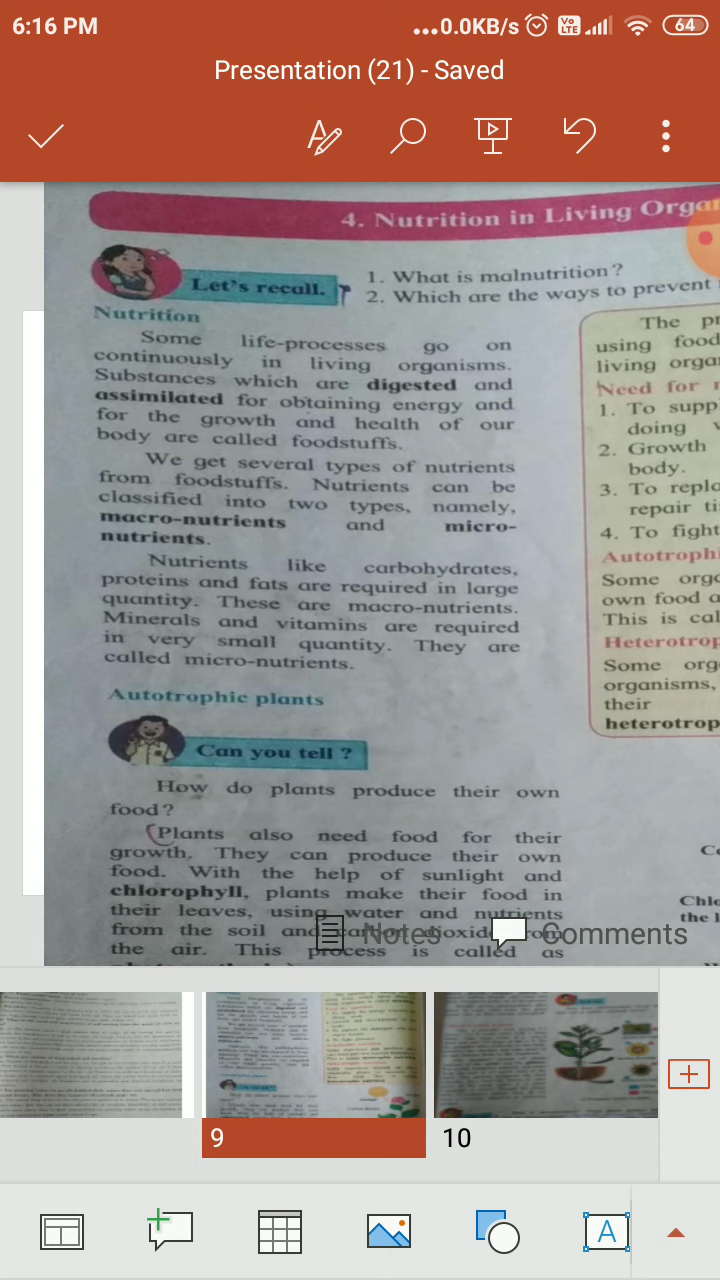 6:16 PM
...0.0KB/s
Vo
LTE
64
Presentation (21) - Saved
4. Nutrition in Living Orga
Let's recall.
1. What is malnutrition?
2. Which are the ways to prevent
Nutrition
Some life-processes go on
continuously in living organisms.
Substances which are digested and
assimilated for obtaining energy and
for the growth and health of our
body are called foodstuffs.
We get several types of nutrients
from foodstuffs. Nutrients can be
classified into two types, namely,
macro-nutrients and micro-
nutrients.
Nutrients like carbohydrates,
proteins and fats are required in large
quantity. These are macro-nutrients.
Minerals and vitamins are required
in very small quantity. They are
called micro-nutrients.
The pr
using food
living orga
Need for
1. To supp
doing
2. Growth
body.
3. To repla
repair ti
4. To fight
Autotrophi
Some orga
own food a
This is cal
Heterotrop
Some org
organisms,
their
heterotrop
Autotrophic plants
Can you tell ?
How do plants produce their own
food?
Plants also need food for their
growth. They can produce their own
food. With the help of sunlight and
chlorophyll, plants make their food in
their leaves, using water and nutrients
from the soil and carbon dioxide from
the air. This process is called as
Chlo
the l
Notes
Comments
9
10
A